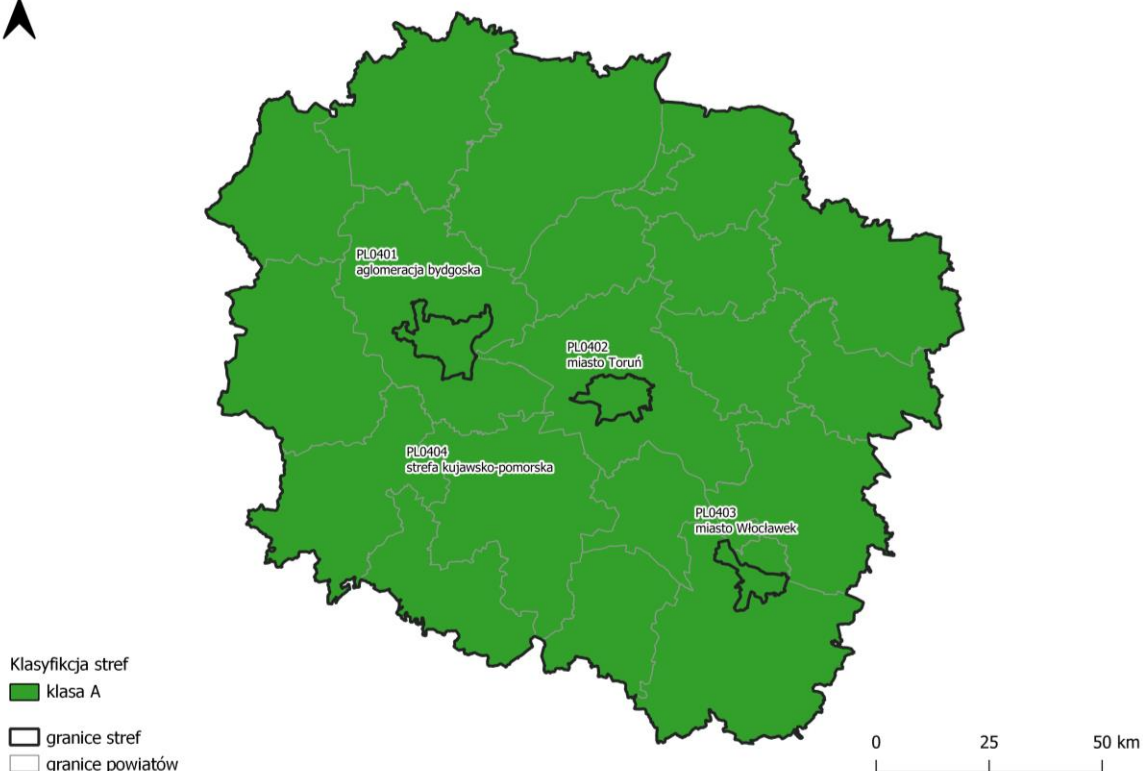 PL0401
aglomeracja bydgoska
PL0402
miasto Toruń
PL0404
strefa kujawsko-pomorska
PL0403
miasto Włocławek
Klasyfikcja stref
klasa A
granice stref
granice powiatów
0 25 50 km